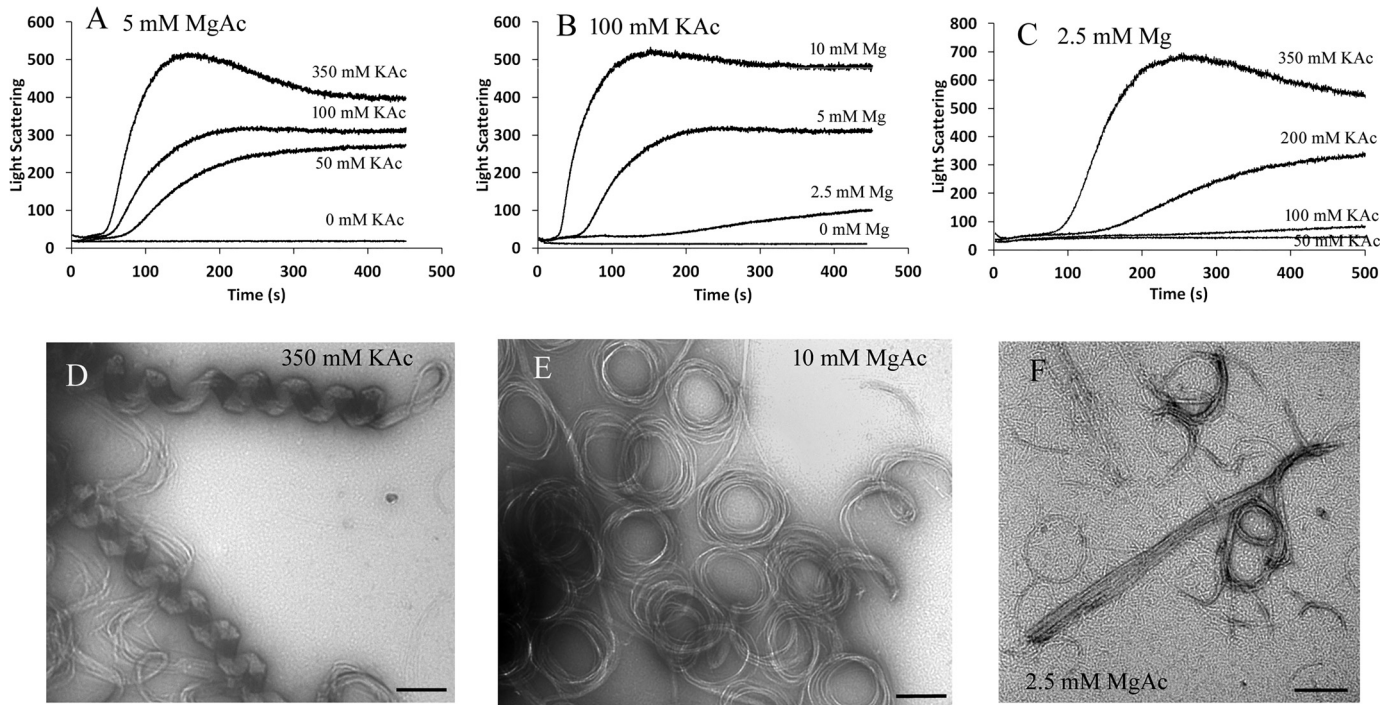 A 5 mM MgAc
600
500
400
300
200
100
0
Light Scattering
350 mM KAc
100 mM KAc
50 mM KAc
0 mM KAc
0 100 200 300 400 500
Time (s)
B 100 mM KAc
600
500
400
300
200
100
0
Light Scattering
10 mM Mg
5 mM Mg
2.5 mM Mg
0 mM Mg
0 100 200 300 400 500
Time (s)
C 2.5 mM Mg
800
700
600
500
400
300
200
100
0
Light Scattering
350 mM KAc
200 mM KAc
100 mM KAc
50 mM KAc
0 100 200 300 400 500
Time (s)
D 350 mM KAc
E 10 mM MgAc
F
2.5 mM MgAc